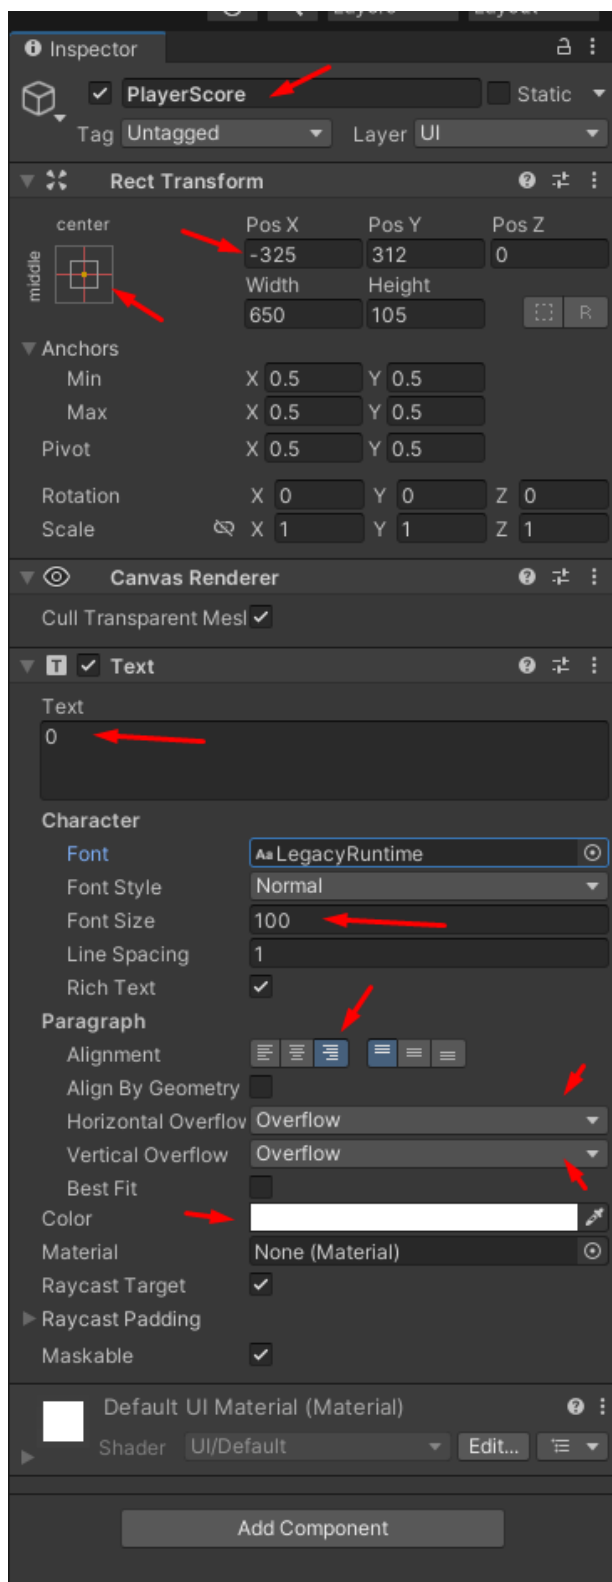 Inspector
PlayerScore Static
Tag Untagged Layer UI
Rect Transform
center Pos X Pos Y Pos Z
middle -325 312 0
Width Height
650 105 R
Anchors
Min X 0.5 Y 0.5
Max X 0.5 Y 0.5
Pivot X 0.5 Y 0.5
Rotation X 0 Y 0 Z 0
Scale X 1 Y 1 Z 1
Canvas Renderer
Cull Transparent Mesl
T Text
Text
0
Character
Font Aa LegacyRuntime
Font Style Normal
Font Size 100
Line Spacing 1
Rich Text
Paragraph
Alignment
Align By Geometry
Horizontal Overflov Overflow
Vertical Overflow Overflow
Best Fit
Color
Material None (Material)
Raycast Target
Raycast Padding
Maskable
Default UI Material (Material)
Shader UI/Default Edit...
Add Component